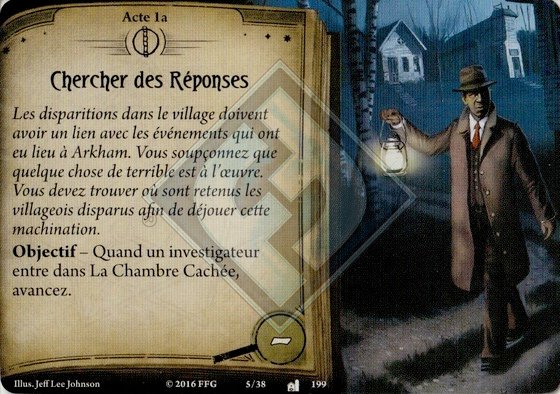 Acte 1a
Chercher des Réponses
Les disparitions dans le village doivent
avoir un lien avec les événements qui ont
eu lieu à Arkham. Vous soupçonnez que
quelque chose de terrible est à l'œuvre.
Vous devez trouver où sont retenus les
villageois disparus afin de déjouer cette
machination.
Objectif – Quand un investigateur
entre dans La Chambre Cachée,
avancez.
–
Illus. Jeff Lee Johnson © 2016 FFG 5/38 199